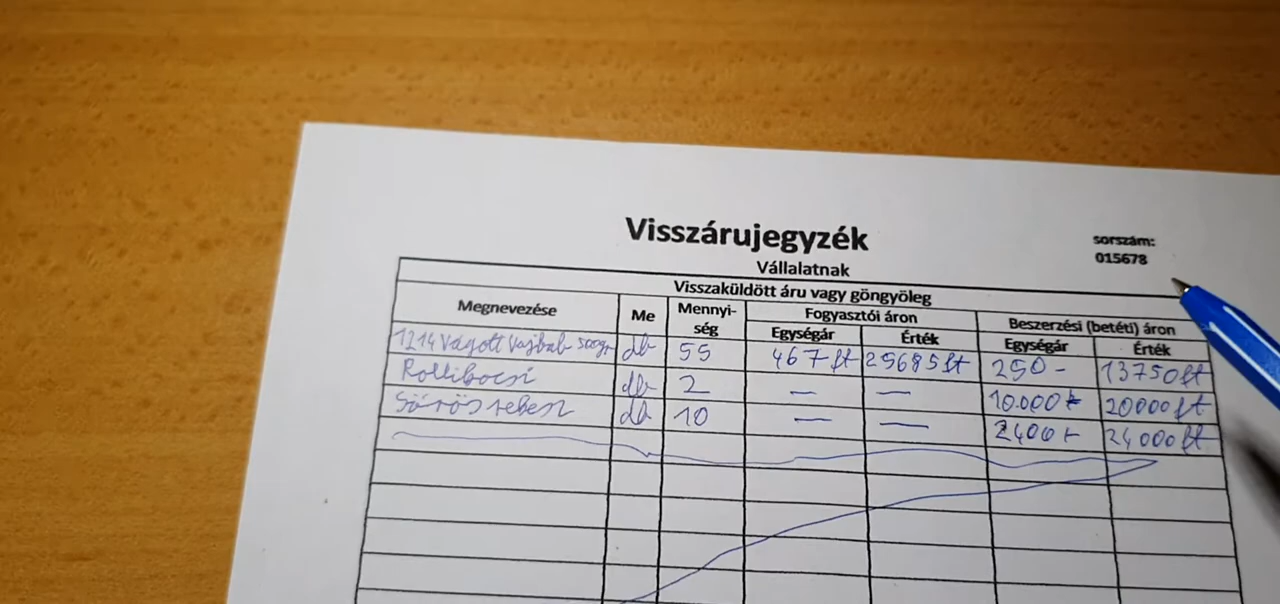 Visszárujegyzék
sorszám:
015678
Vállalatnak
Visszaküldött áru vagy göngyöleg
Megnevezése Me Mennyi-ség Fogyasztói áron Beszerzési (betéti) áron
Egységár Érték Egységár Érték
1214 Vágott Vajbab 500gr db 55 467 ft 25685 ft 250- 13750 ft
Rollibocsi db 2 — — 10.000 20000 ft
Sörös rekesz db 10 — — 2400 24000 ft